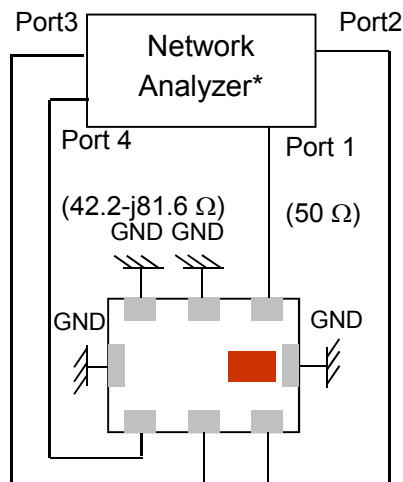 Port3
Port2
Network
Analyzer*
Port 4
Port 1
(42.2-j81.6 Ω)
(50 Ω)
GND GND
GND
GND